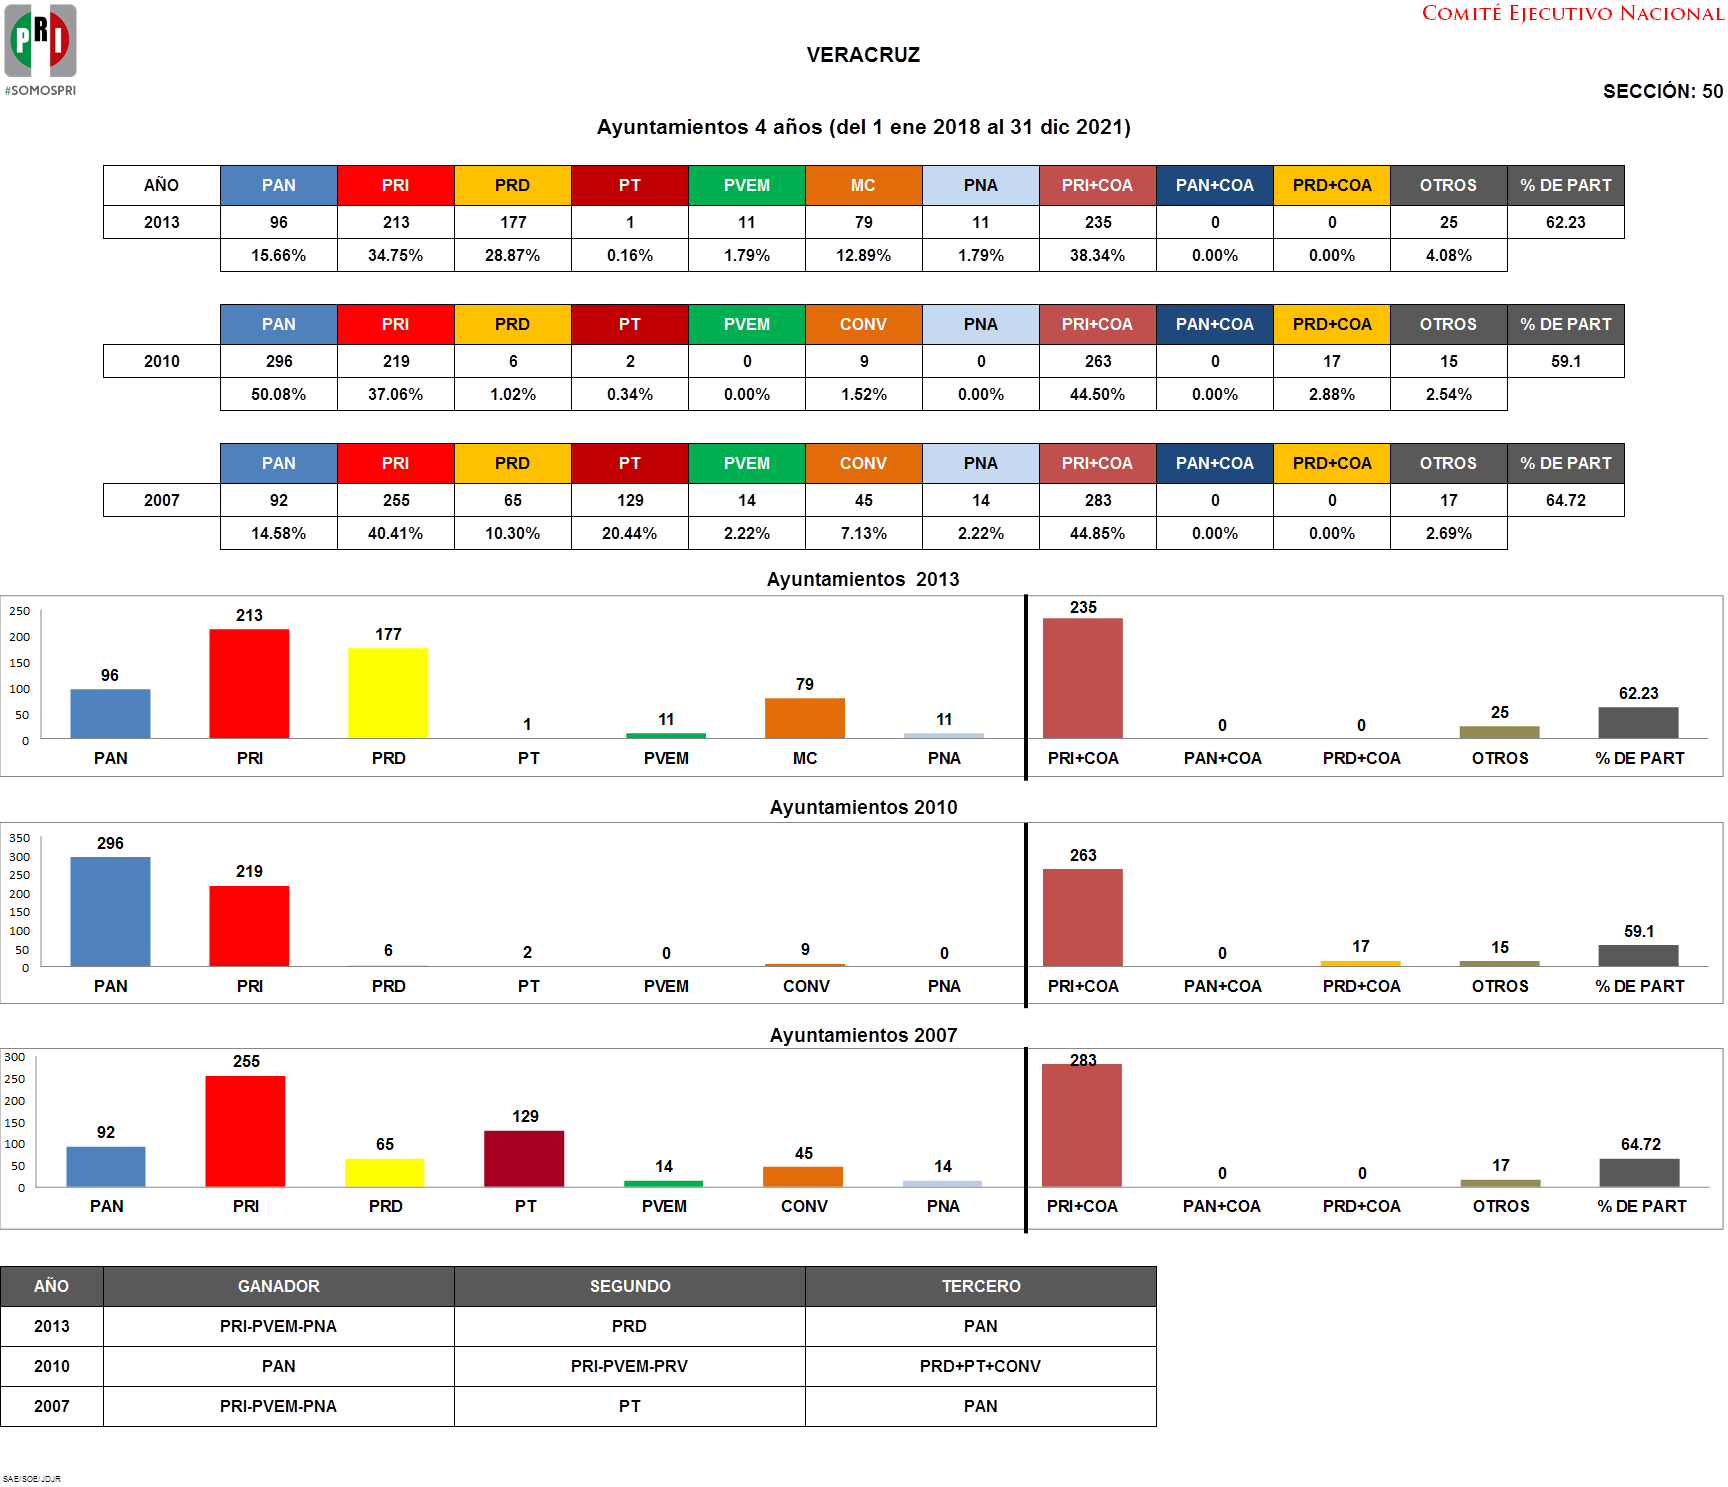 PRI
#SOMOSPRI
COMITÉ EJECUTIVO NACIONAL
VERACRUZ
SECCIÓN: 50
Ayuntamientos 4 años (del 1 ene 2018 al 31 dic 2021)
AÑO PAN PRI PRD PT PVEM MC PNA PRI+COA PAN+COA PRD+COA OTROS % DE PART
2013 96 213 177 1 11 79 11 235 0 0 25 62.23
15.66% 34.75% 28.87% 0.16% 1.79% 12.89% 1.79% 38.34% 0.00% 0.00% 4.08%
PAN PRI PRD PT PVEM CONV PNA PRI+COA PAN+COA PRD+COA OTROS % DE PART
2010 296 219 6 2 0 9 0 263 0 17 15 59.1
50.08% 37.06% 1.02% 0.34% 0.00% 1.52% 0.00% 44.50% 0.00% 2.88% 2.54%
PAN PRI PRD PT PVEM CONV PNA PRI+COA PAN+COA PRD+COA OTROS % DE PART
2007 92 255 65 129 14 45 14 283 0 0 17 64.72
14.58% 40.41% 10.30% 20.44% 2.22% 7.13% 2.22% 44.85% 0.00% 0.00% 2.69%
Ayuntamientos 2013
250
200
150
100
50
0
96 213 177 1 11 79 11 235 0 0 25 62.23
PAN PRI PRD PT PVEM MC PNA PRI+COA PAN+COA PRD+COA OTROS % DE PART
Ayuntamientos 2010
350
300
250
200
150
100
50
0
296 219 6 2 0 9 0 263 0 17 15 59.1
PAN PRI PRD PT PVEM CONV PNA PRI+COA PAN+COA PRD+COA OTROS % DE PART
Ayuntamientos 2007
300
250
200
150
100
50
0
92 255 65 129 14 45 14 283 0 0 17 64.72
PAN PRI PRD PT PVEM CONV PNA PRI+COA PAN+COA PRD+COA OTROS % DE PART
AÑO GANADOR SEGUNDO TERCERO
2013 PRI-PVEM-PNA PRD PAN
2010 PAN PRI-PVEM-PRV PRD+PT+CONV
2007 PRI-PVEM-PNA PT PAN
SAE/SOE/JDJR